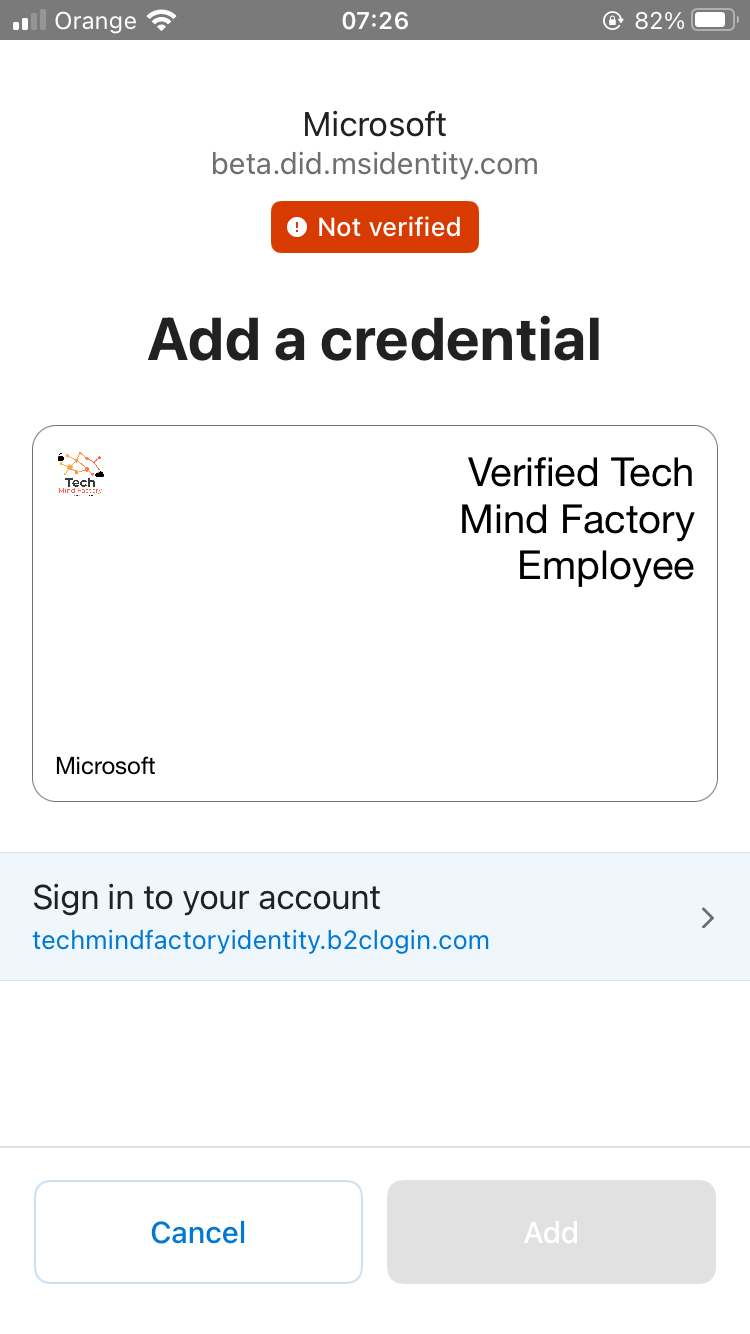 Orange 07:26 82%
Microsoft
beta.did.msidentity.com
Not verified
Add a credential
Tech
Mind Factory
Verified Tech
Mind Factory
Employee
Microsoft
Sign in to your account
techmindfactoryidentity.b2clogin.com
Cancel Add